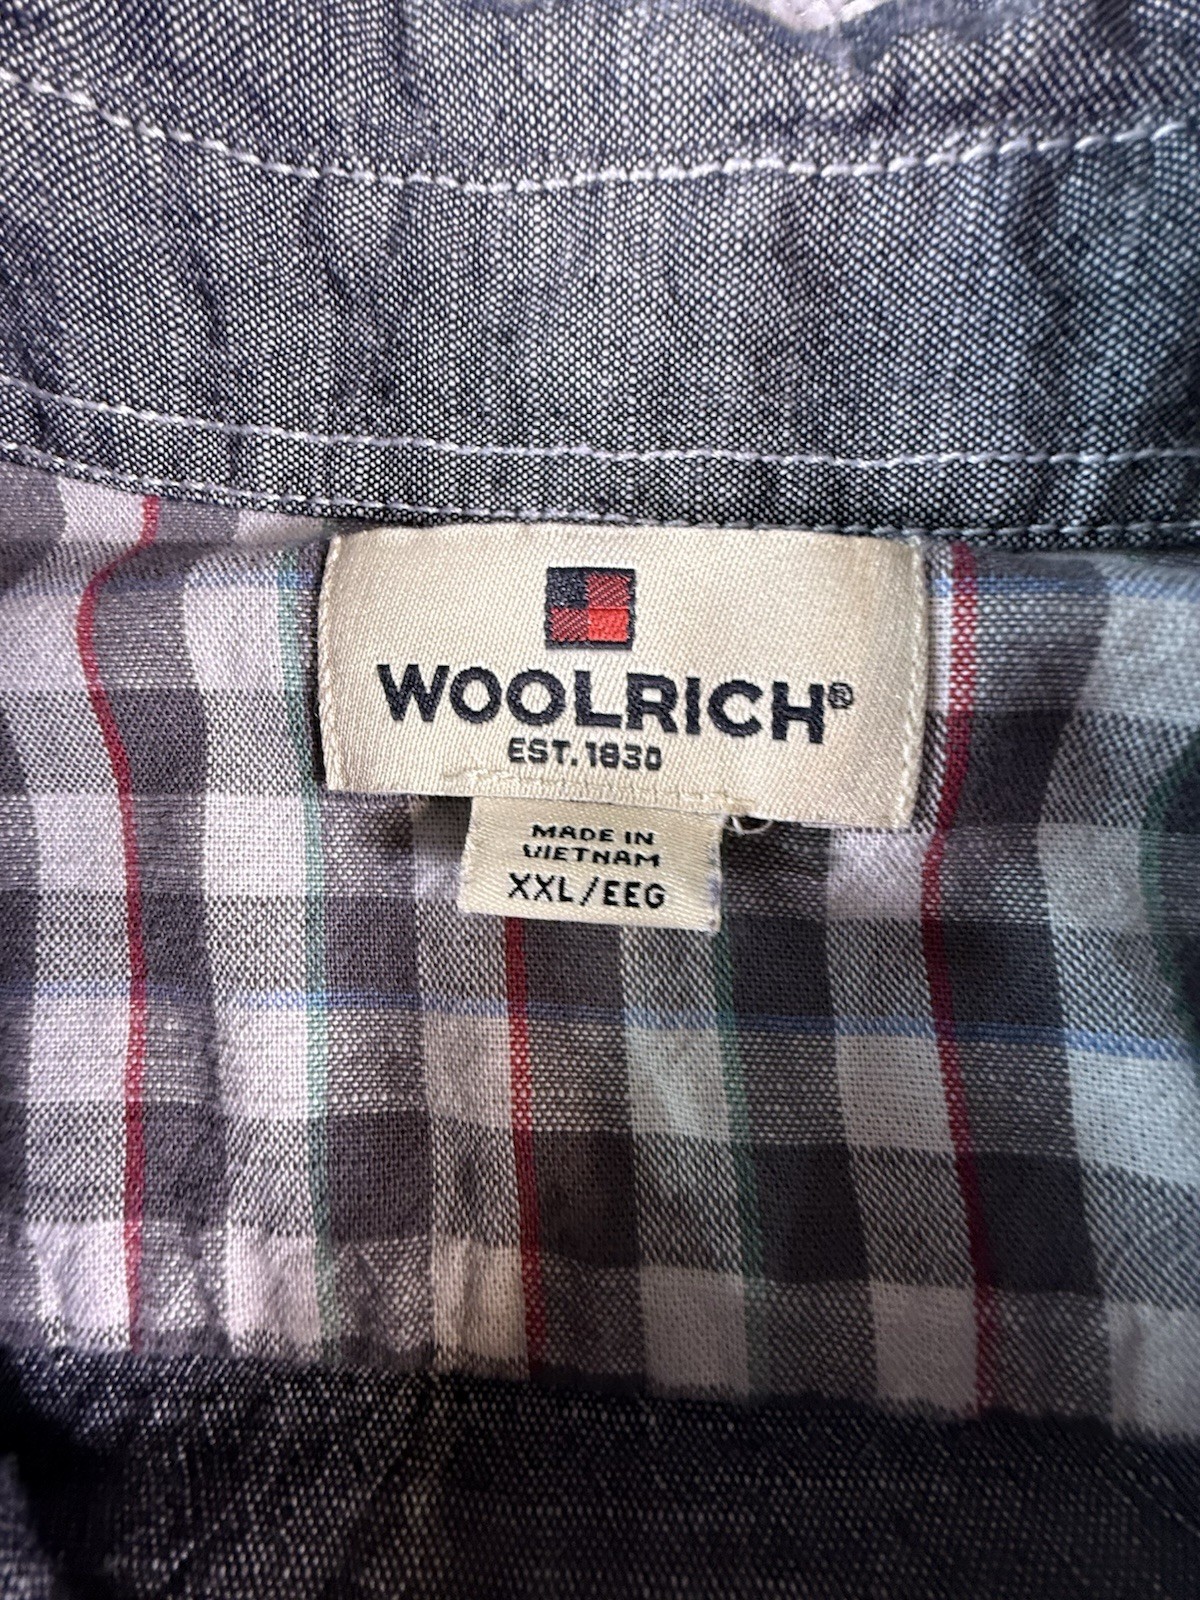 WOOLRICH®
EST. 1830
MADE IN
VIETNAM
XXL/EEG